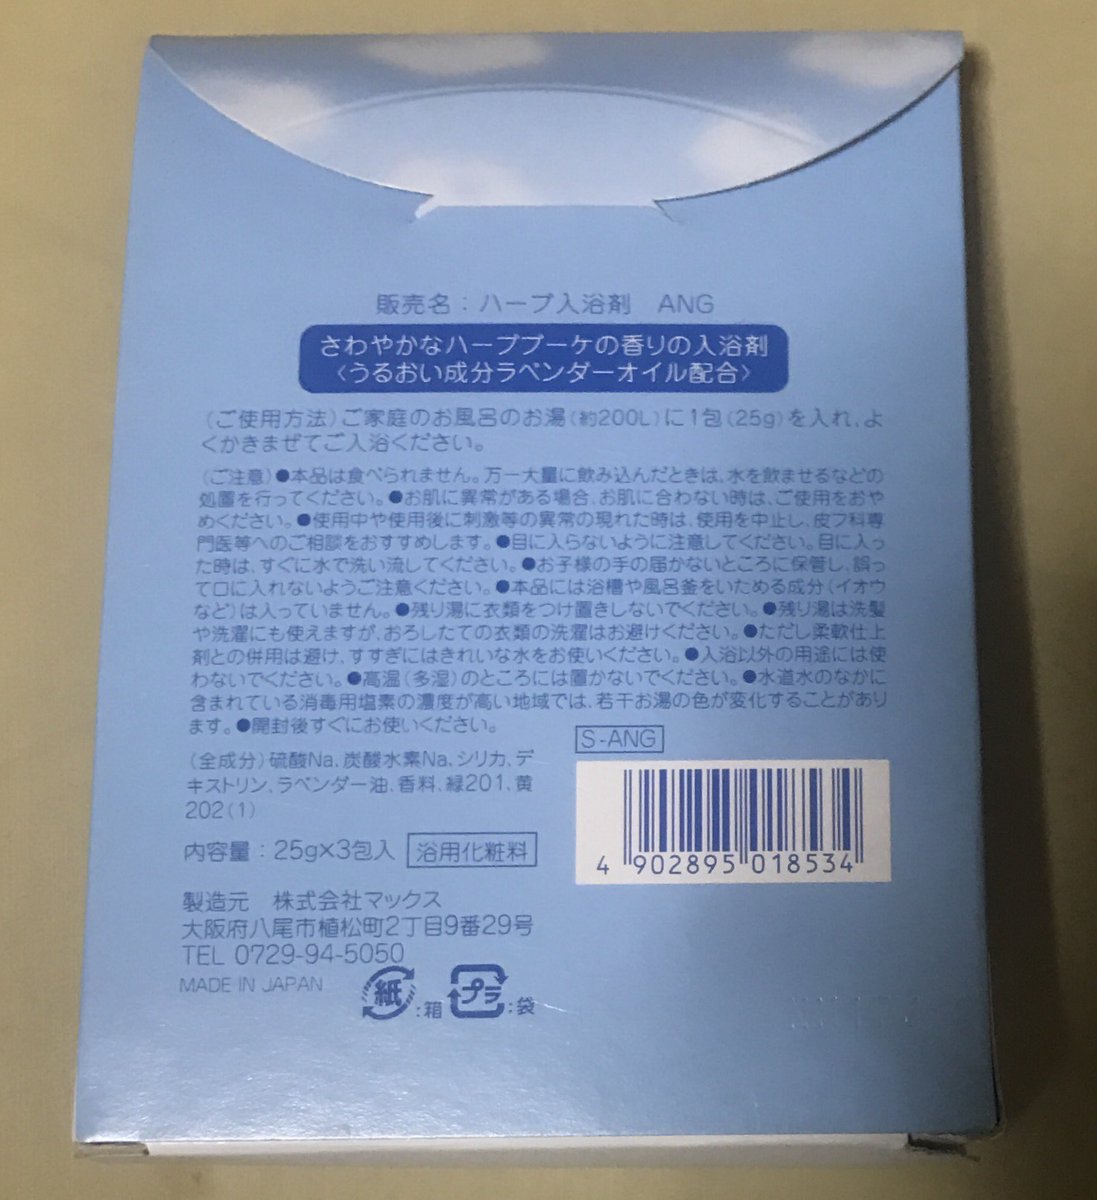 販売名：ハーブ入浴剤　ANG
さわやかなハーブブーケの香りの入浴剤
〈うるおい成分ラベンダーオイル配合〉
（ご使用方法）ご家庭のお風呂のお湯（約200L）に1包（25g）を入れ、よ
くかきまぜてご入浴ください。
（ご注意）●本品は食べられません。万一大量に飲み込んだときは、水を飲ませるなどの
処置を行ってください。●お肌に異常がある場合、お肌に合わない時は、ご使用をおや
めください。●使用中や使用後に刺激等の異常の現れた時は、使用を中止し、皮フ科専
門医等へのご相談をおすすめします。●目に入らないように注意してください。目に入っ
た時は、すぐに水で洗い流してください。●お子様の手の届かないところに保管し、誤っ
て口に入れないようご注意ください。●本品には浴槽や風呂釜をいためる成分（イオウ
など）は入っていません。●残り湯に衣類をつけ置きしないでください。●残り湯は洗髪
や洗濯にも使えますが、おろしたての衣類の洗濯はお避けください。●ただし柔軟仕上
剤との併用は避け、すすぎにはきれいな水をお使いください。●入浴以外の用途には使
わないでください。●高温（多湿）のところには置かないでください。●水道水のなかに
含まれている消毒用塩素の濃度が高い地域では、若干お湯の色が変化することがあり
ます。●開封後すぐにお使いください。
S-ANG
（全成分）硫酸Na、炭酸水素Na、シリカ、デ
キストリン、ラベンダー油、香料、緑201、黄
202（1）
内容量：25g×3包入 浴用化粧料
4 902895 018534
製造元　株式会社マックス
大阪府八尾市植松町2丁目9番29号
TEL 0729-94-5050
MADE IN JAPAN
紙：箱 プラ：袋